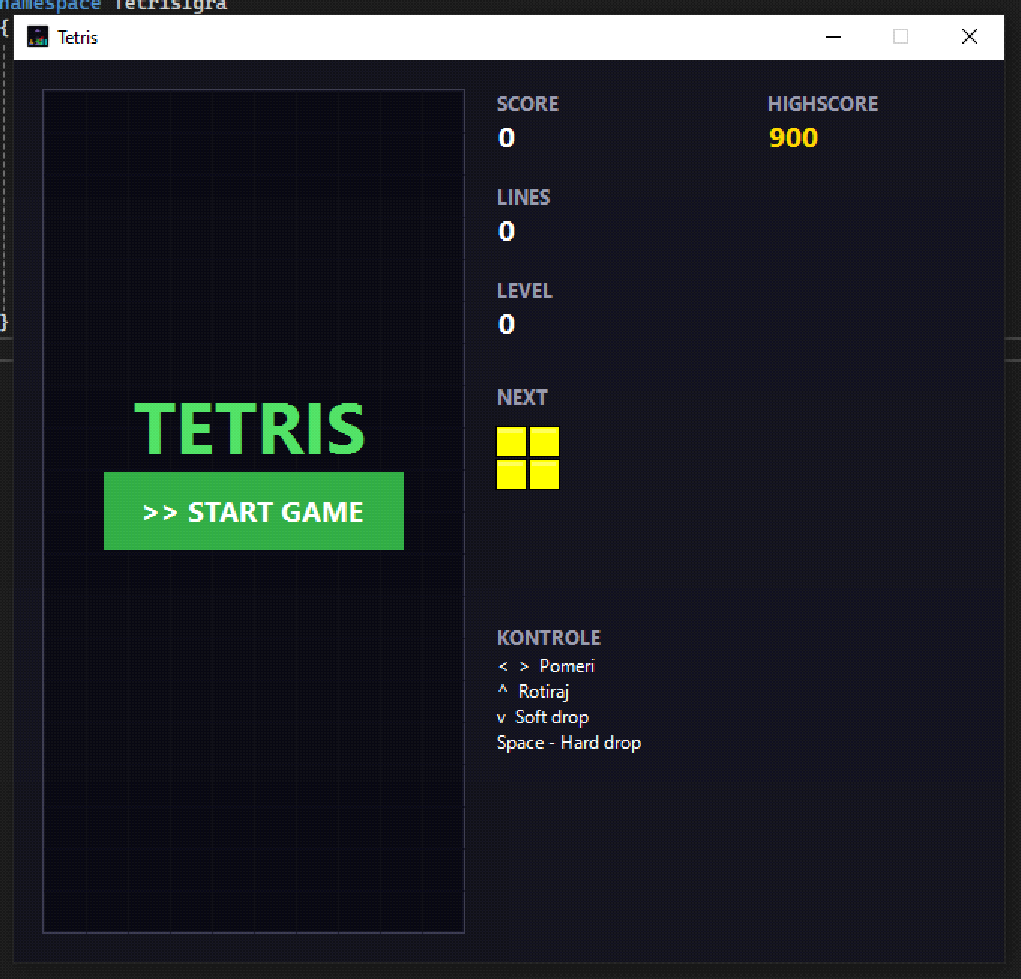 namespace TetrisIgra
{
}
Tetris
SCORE
0
HIGHSCORE
900
LINES
0
LEVEL
0
NEXT
TETRIS
>> START GAME
KONTROLE
< > Pomeri
^ Rotiraj
v Soft drop
Space - Hard drop